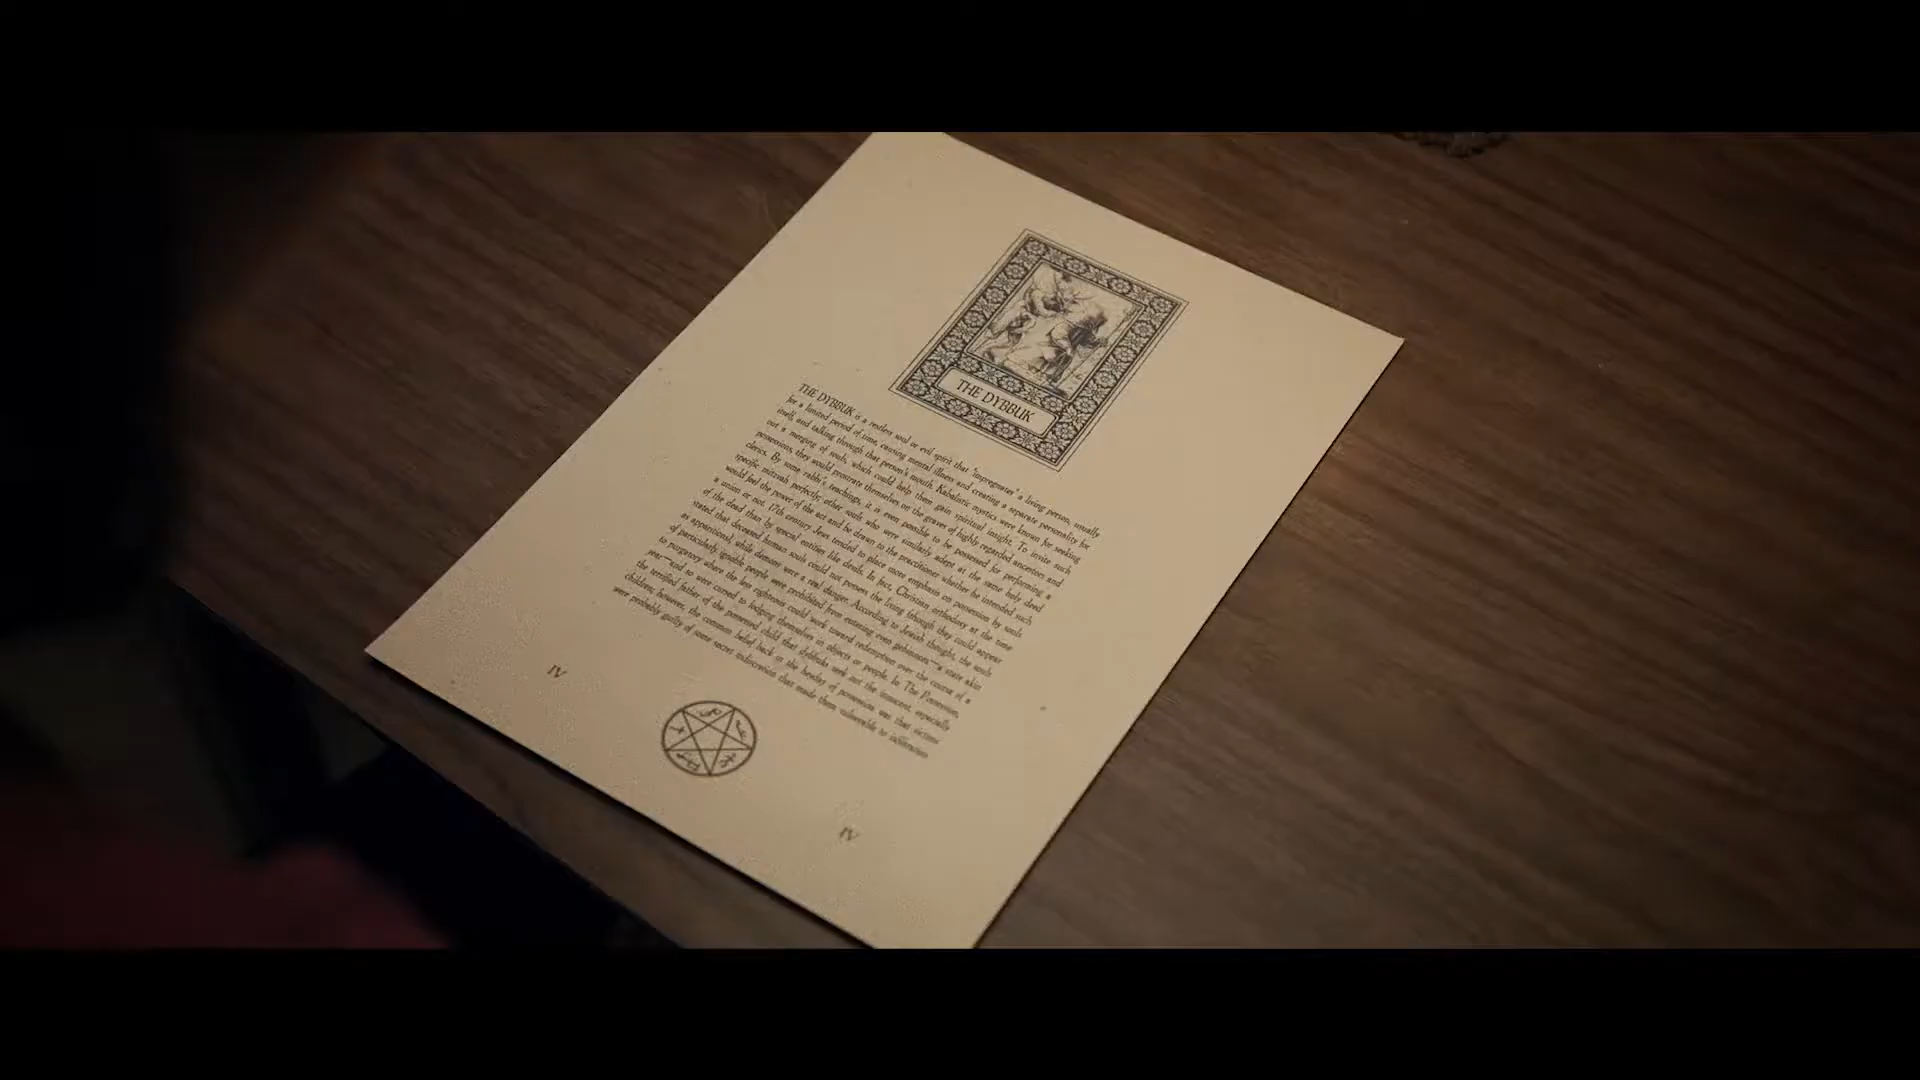 THE DYBBUK
THE DYBBUK is a restless soul or evil spirit that "impregnates" a living person, usually
for a limited period of time, causing mental illness and creating a separate personality for
itself, and talking through that person's mouth. Kabalistic mystics were known for seeking
out a merging of souls, which could help them gain spiritual insight. To invite such
possessions, they would prostrate themselves on the graves of highly regarded ancestors and
clerics. By some rabbis' teachings, it is even possible to be possessed for performing a
specific mitzvah perfectly; other souls who were similarly adept at the same holy deed
would feel the power of the act and be drawn to the practitioner whether he intended such
a union or not. 17th century Jews tended to place more emphasis on possession by souls
of the dead than by special entities like death. In fact, Christian orthodoxy at the time
stated that deceased human souls could not possess the living (though they could appear
as apparitions), while demons were a real danger. According to Jewish thought, the souls
of particularly ignoble people were prohibited from entering even gehinnom—a state akin
to purgatory where the less righteous could work toward redemption over the course of a
year—and so were cursed to lodging themselves in objects or people. In The Possession,
the terrified father of the possessed child that dybbuks seek out the innocent, especially
children; however, the common belief back in the heyday of possession was that victims
were probably guilty of some secret indiscretion that made them vulnerable to infiltration
IV
IV